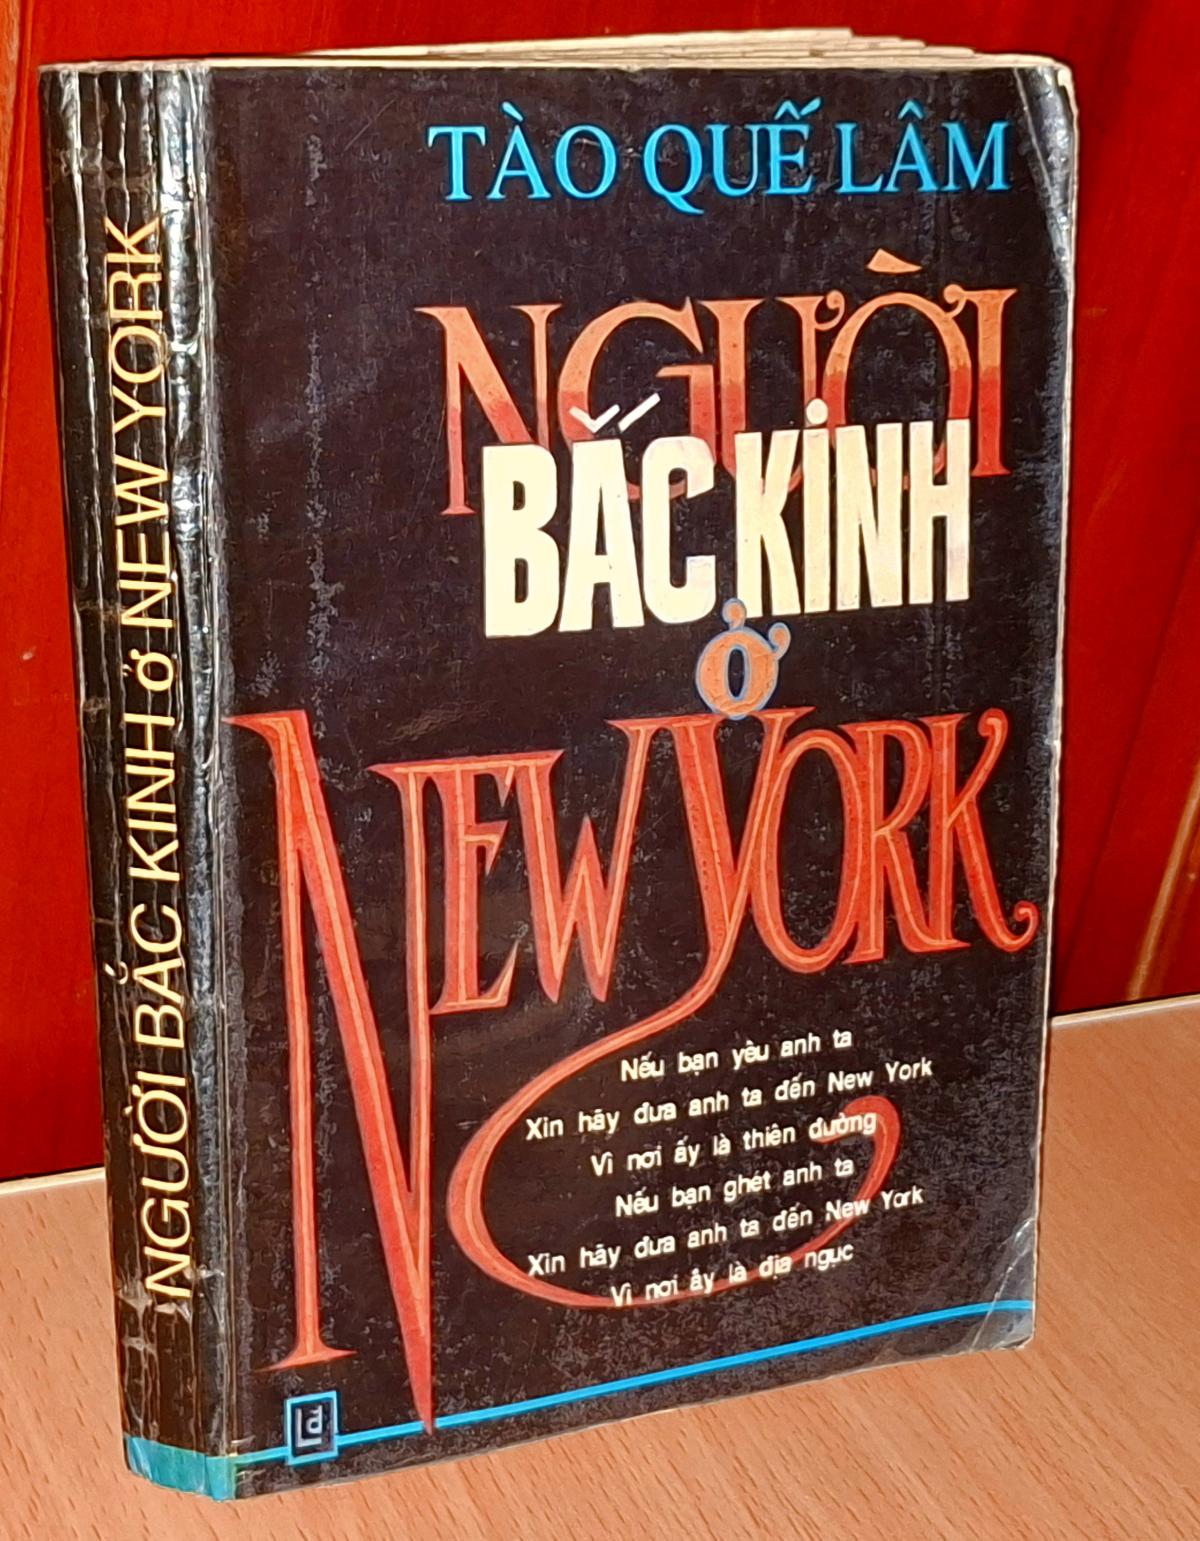 TÀO QUẾ LÂM
NGƯỜI
BẮC KINH
ở
NEW YORK
Nếu bạn yêu anh ta
Xin hãy đưa anh ta đến New York
Vì nơi ấy là thiên đường
Nếu bạn ghét anh ta
Xin hãy đưa anh ta đến New York
Vì nơi ấy là địa ngục
Lđ
NGƯỜI BẮC KINH ở NEW YORK